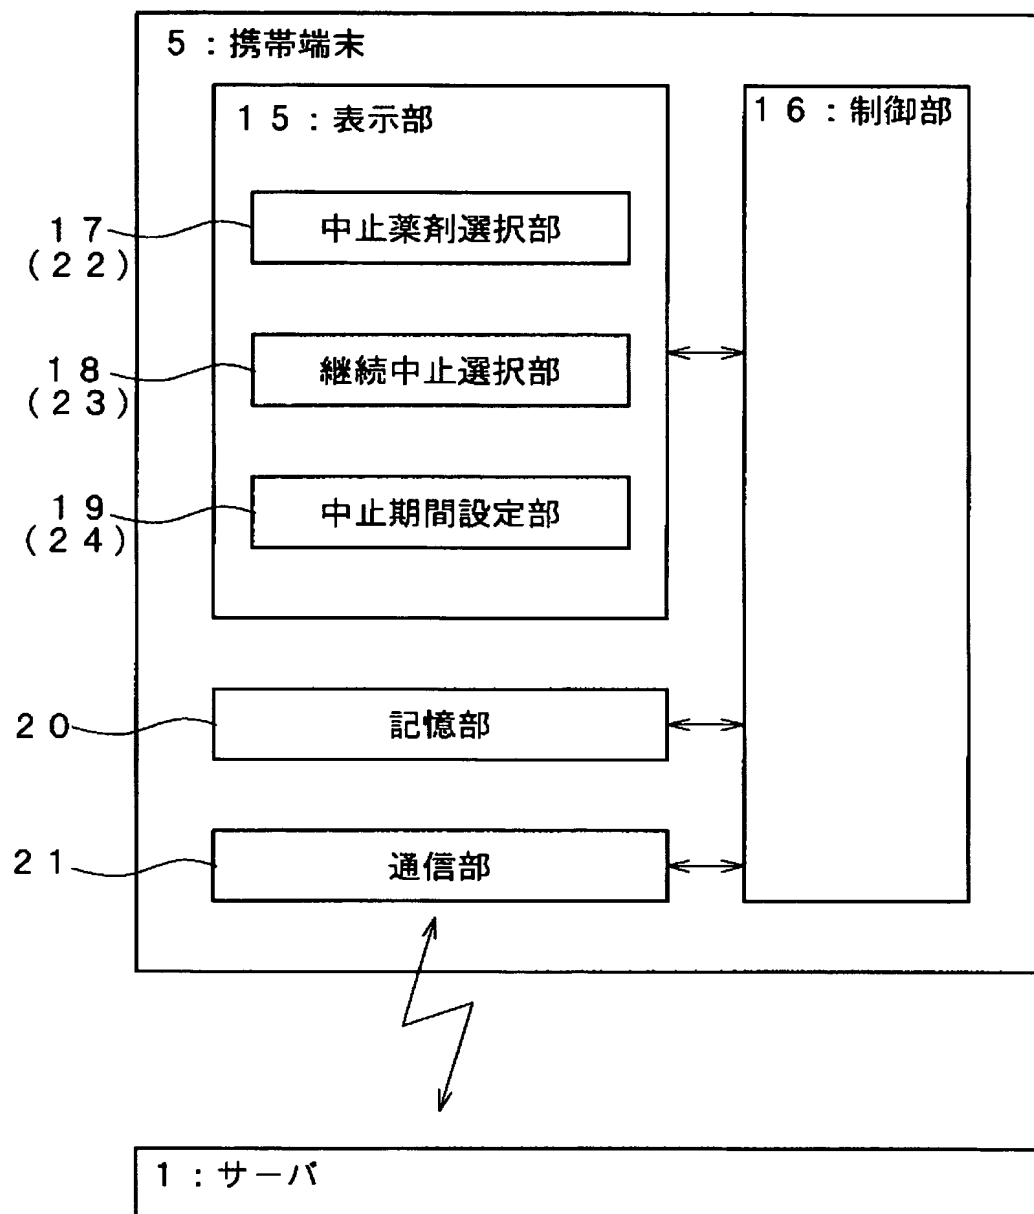 5：携帯端末
15：表示部
16：制御部
17
(22)
中止薬剤選択部
18
(23)
継続中止選択部
19
(24)
中止期間設定部
20
記憶部
21
通信部
1：サーバ